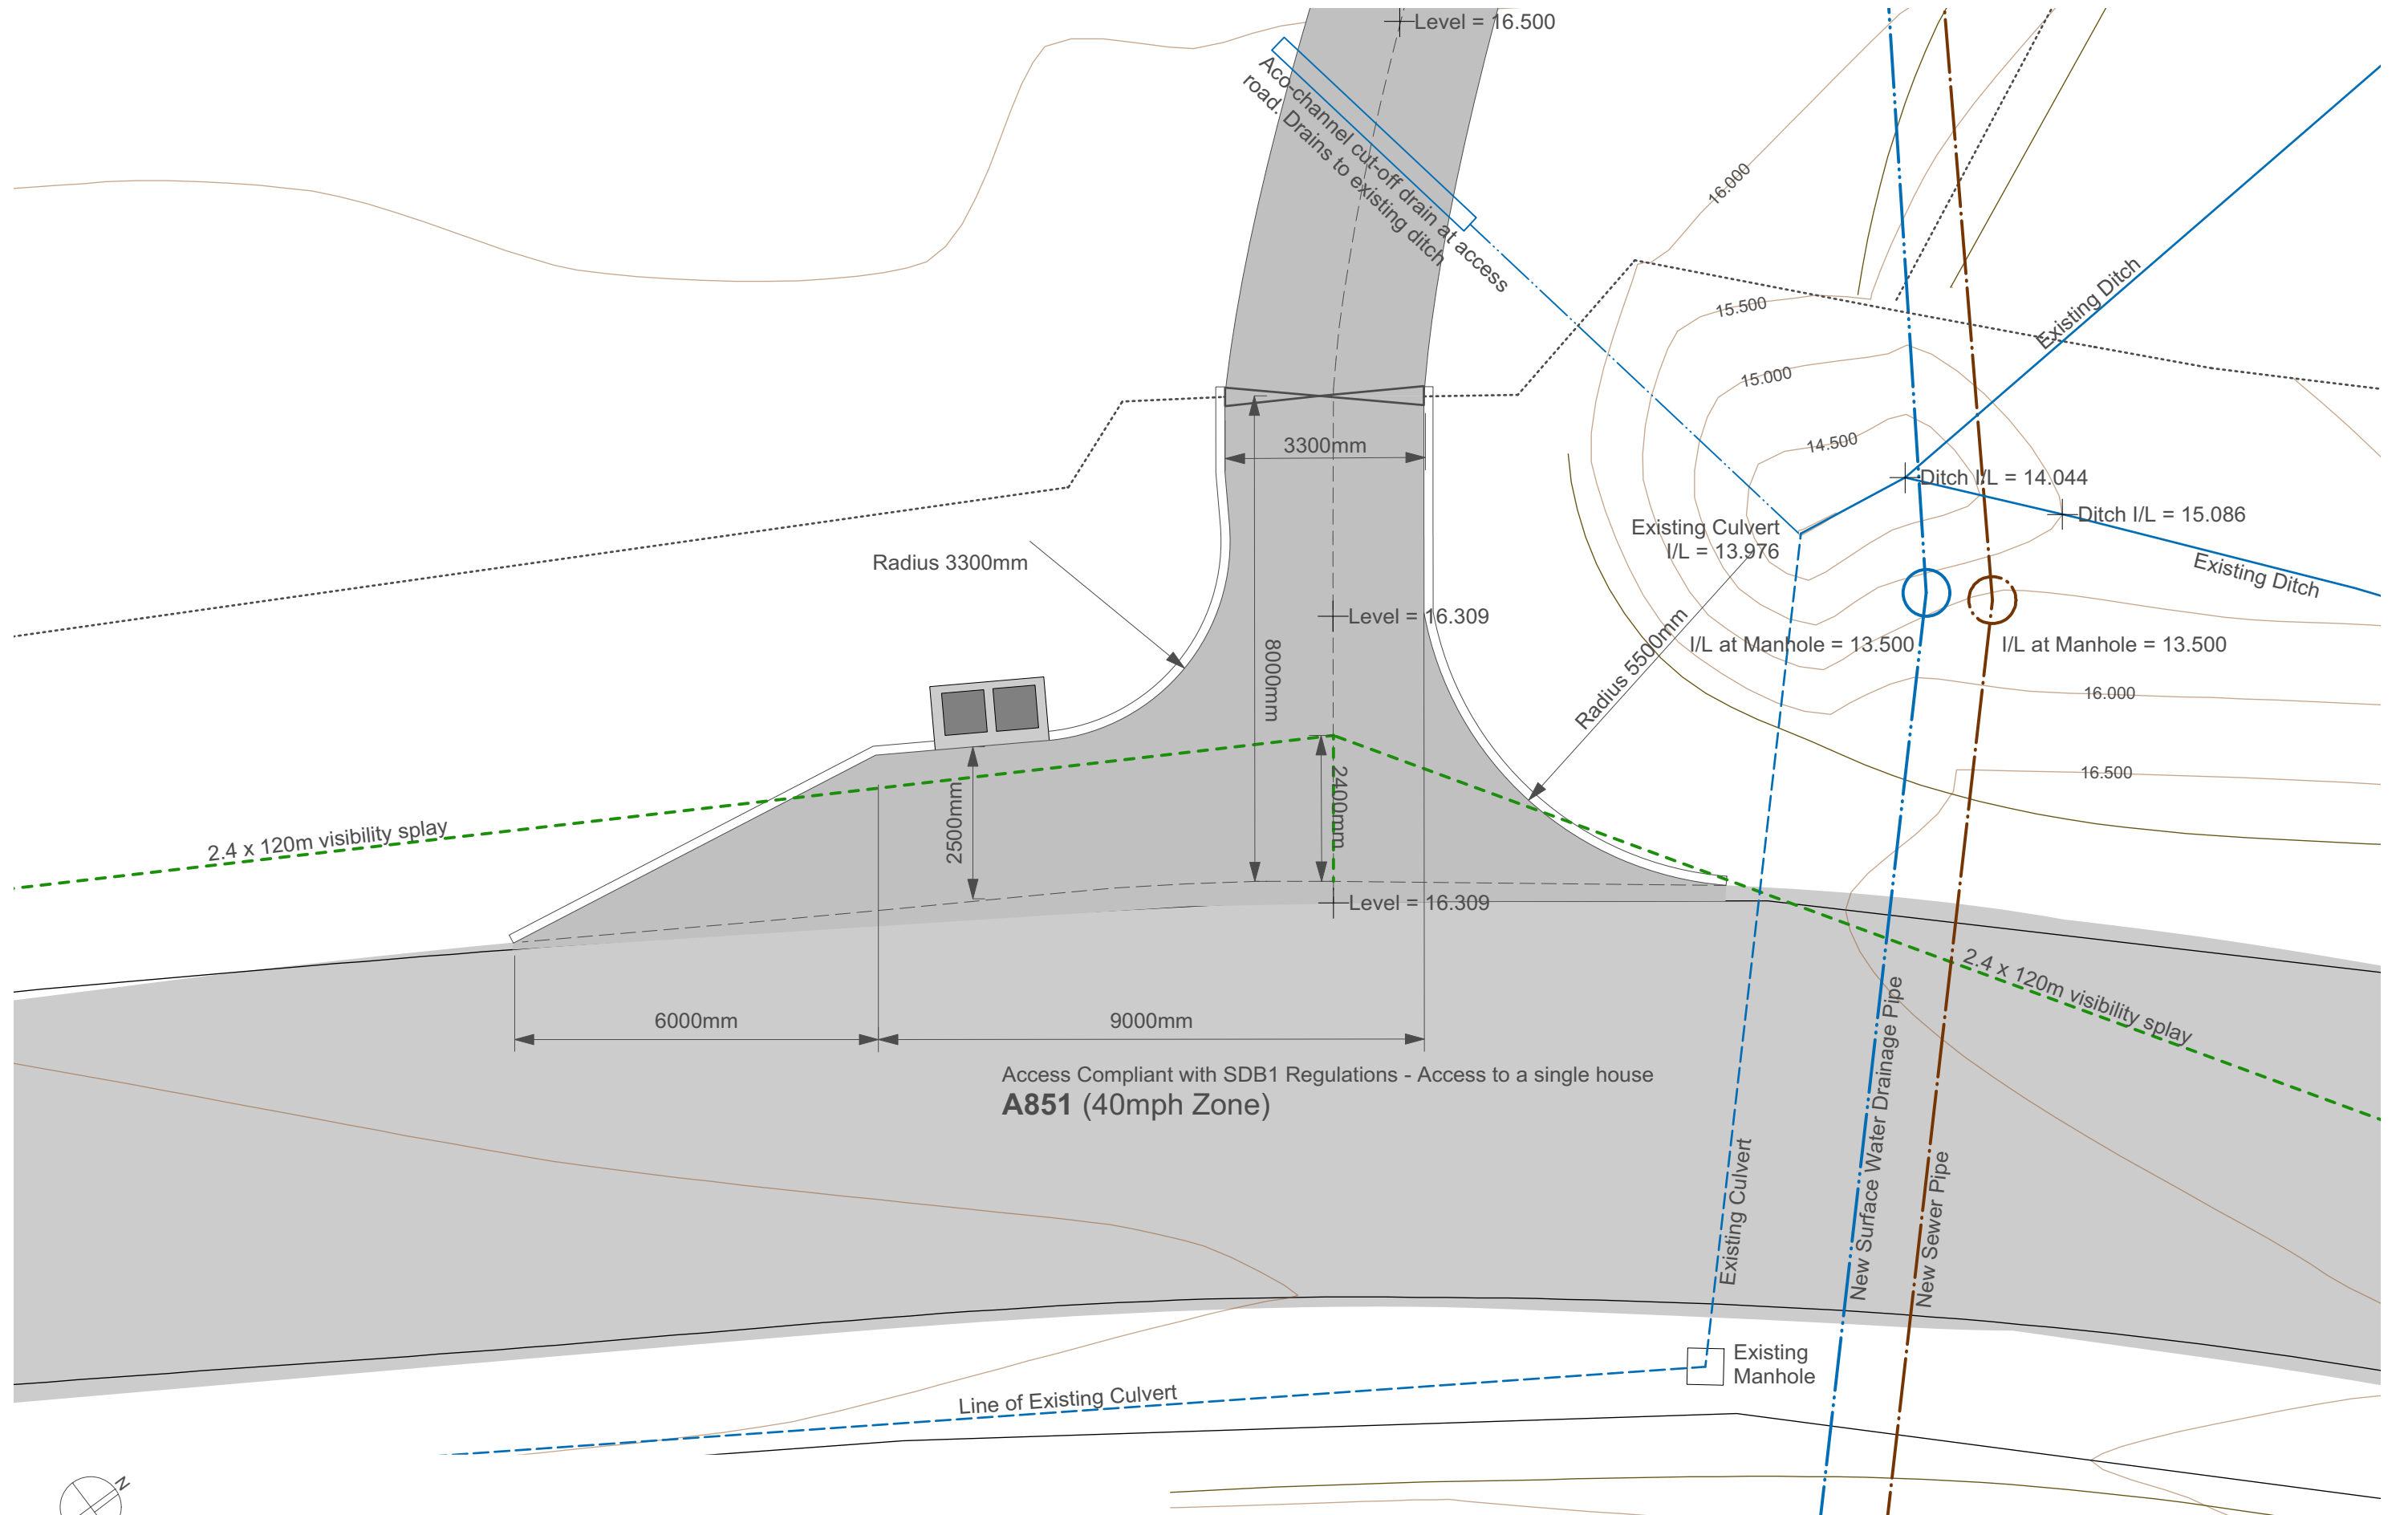 Level = 16.500
Aco-channel cut-off drain at access
road. Drains to existing ditch
16.000
15.500
15.000
14.500
Existing Ditch
3300mm
Ditch I/L = 14.044
Ditch I/L = 15.086
Existing Culvert
I/L = 13.976
Existing Ditch
Radius 3300mm
Level = 16.309
8000mm
Radius 5500mm
I/L at Manhole = 13.500
I/L at Manhole = 13.500
16.000
16.500
2400mm
2500mm
2.4 x 120m visibility splay
Level = 16.309
2.4 x 120m visibility splay
6000mm
9000mm
Access Compliant with SDB1 Regulations - Access to a single house
A851 (40mph Zone)
New Surface Water Drainage Pipe
Existing Culvert
New Sewer Pipe
Existing
Manhole
Line of Existing Culvert
N